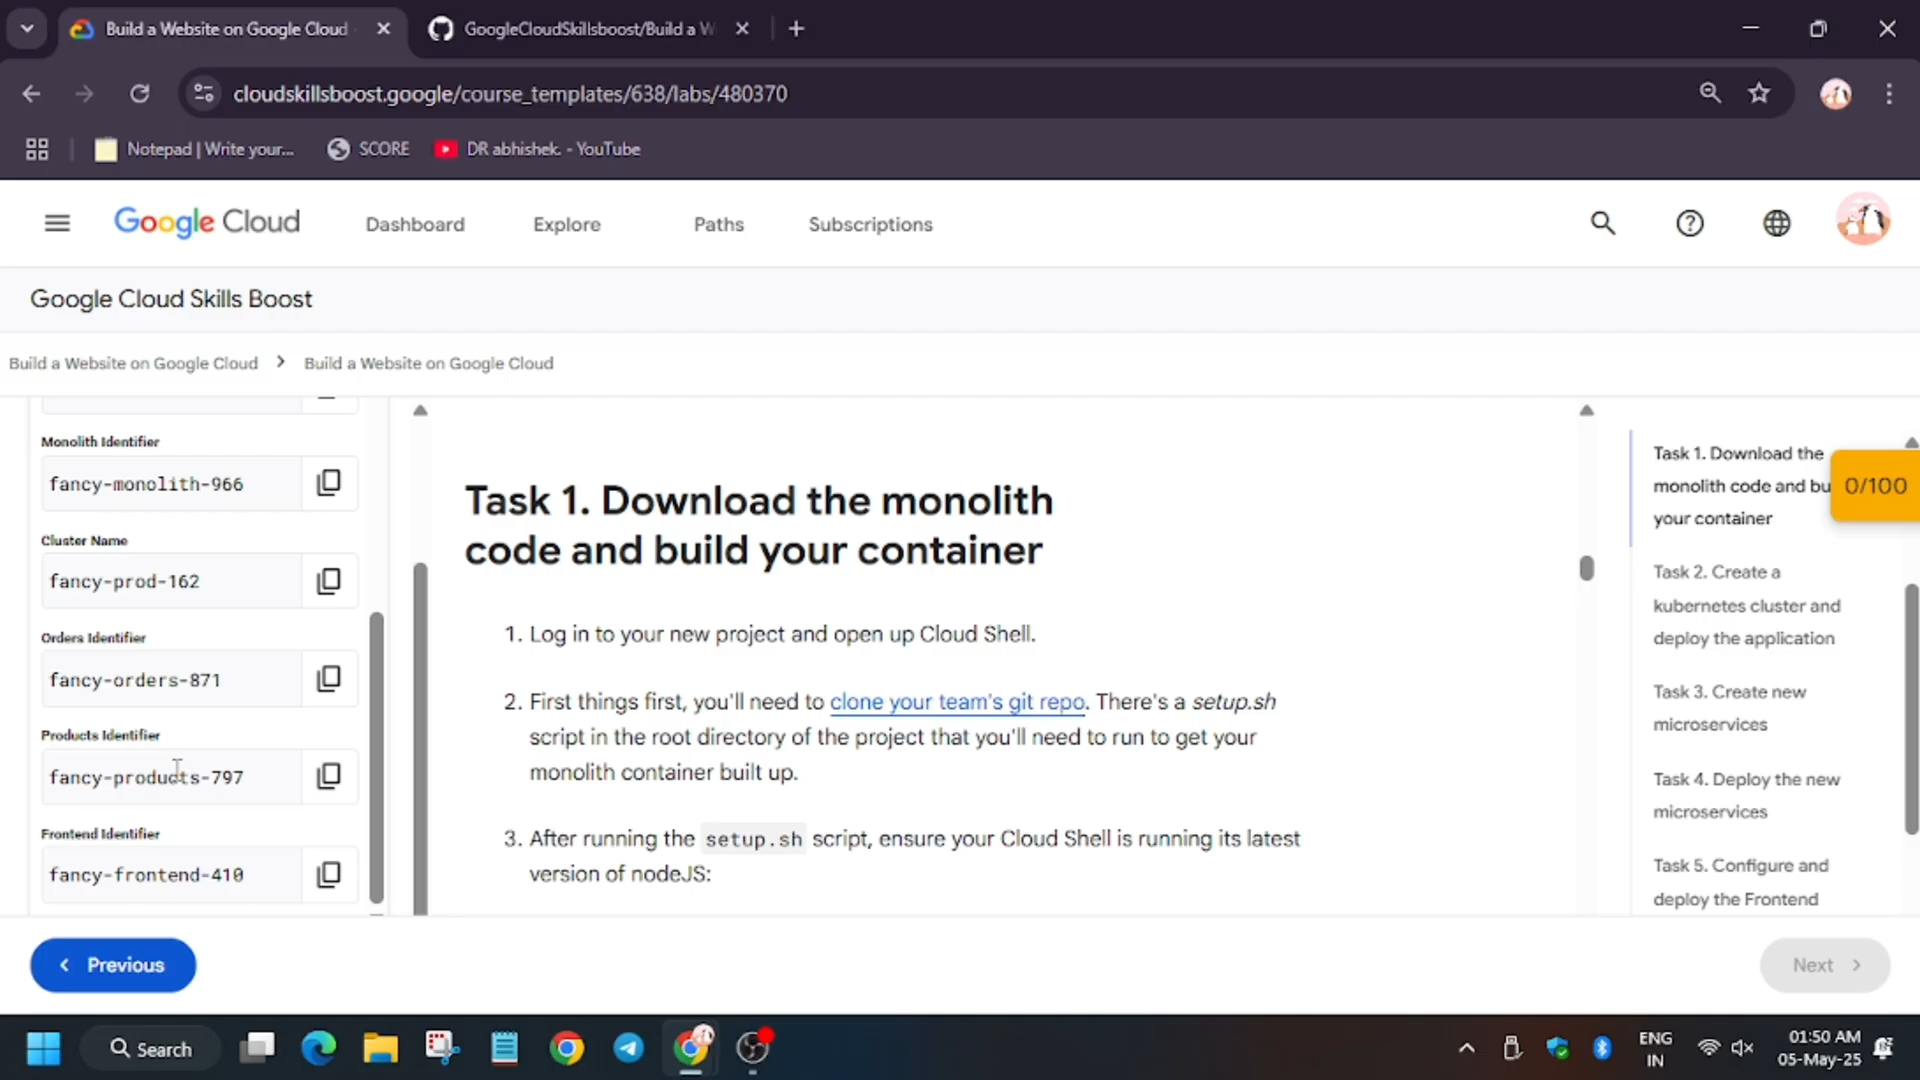 Build a Website on Google Cloud
GoogleCloudSkillsboost/Build a W
cloudskillsboost.google/course_templates/638/labs/480370
Notepad | Write your...
SCORE
DR abhishek. - YouTube
Google Cloud
Dashboard
Explore
Paths
Subscriptions
Google Cloud Skills Boost
Build a Website on Google Cloud > Build a Website on Google Cloud
Monolith Identifier
fancy-monolith-966
Cluster Name
fancy-prod-162
Orders Identifier
fancy-orders-871
Products Identifier
fancy-products-797
Frontend Identifier
fancy-frontend-410
Task 1. Download the monolith
code and build your container
1. Log in to your new project and open up Cloud Shell.
2. First things first, you'll need to clone your team's git repo. There's a setup.sh
script in the root directory of the project that you'll need to run to get your
monolith container built up.
3. After running the setup.sh script, ensure your Cloud Shell is running its latest
version of nodeJS:
Task 1. Download the
monolith code and bu
your container
0/100
Task 2. Create a
kubernetes cluster and
deploy the application
Task 3. Create new
microservices
Task 4. Deploy the new
microservices
Task 5. Configure and
deploy the Frontend
Previous
Next
Search
ENG
IN
01:50 AM
05-May-25